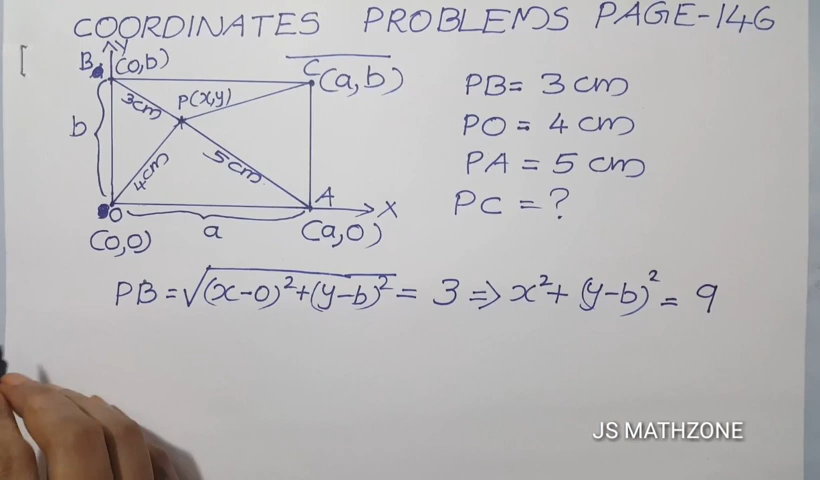 COORDINATES PROBLEMS PAGE-146
Y
B (0,b)
C (a,b)
P(x,y)
3cm
b
4cm
5cm
O
A
X
(0,0)
a
(a,0)
PB = 3 cm
PO = 4 cm
PA = 5 cm
PC = ?
PB = √(x-0)²+(y-b)² = 3 ⇒ x²+ (y-b)² = 9
JS MATHZONE